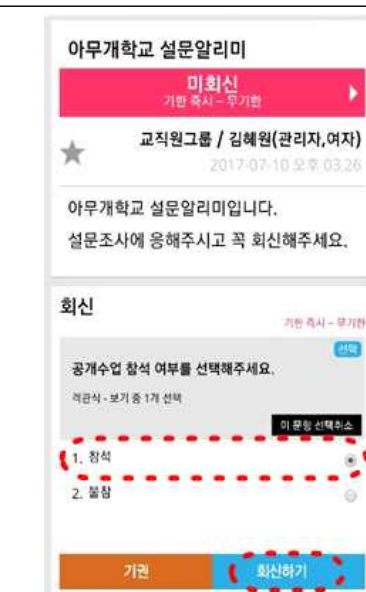 아무개학교 설문알리미
미회신
기한 즉시 – 무기한
교직원그룹 / 김혜원(관리자,여자)
2017-07-10 오후 03:26
아무개학교 설문알리미입니다.
설문조사에 응해주시고 꼭 회신해주세요.
회신
기한 즉시 – 무기한
선택
공개수업 참석 여부를 선택해주세요.
객관식 - 보기 중 1개 선택
이 문항 선택취소
1. 참석
2. 불참
기권
회신하기